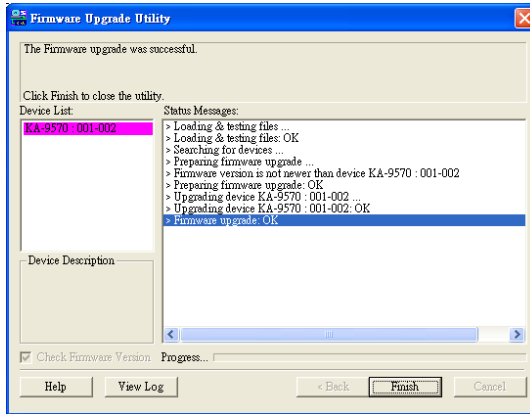 Firmware Upgrade Utility
The Firmware upgrade was successful.
Click Finish to close the utility.
Device List:
Status Messages:
KA-9570 : 001-002
> Loading & testing files ...
> Loading & testing files: OK
> Searching for devices ...
> Preparing firmware upgrade ...
> Firmware version is not newer than device KA-9570 : 001-002
> Preparing firmware upgrade: OK
> Upgrading device KA-9570 : 001-002 ...
> Upgrading device KA-9570 : 001-002: OK
> Firmware upgrade: OK
Device Description
Check Firmware Version
Progress...
Help
View Log
< Back
Finish
Cancel